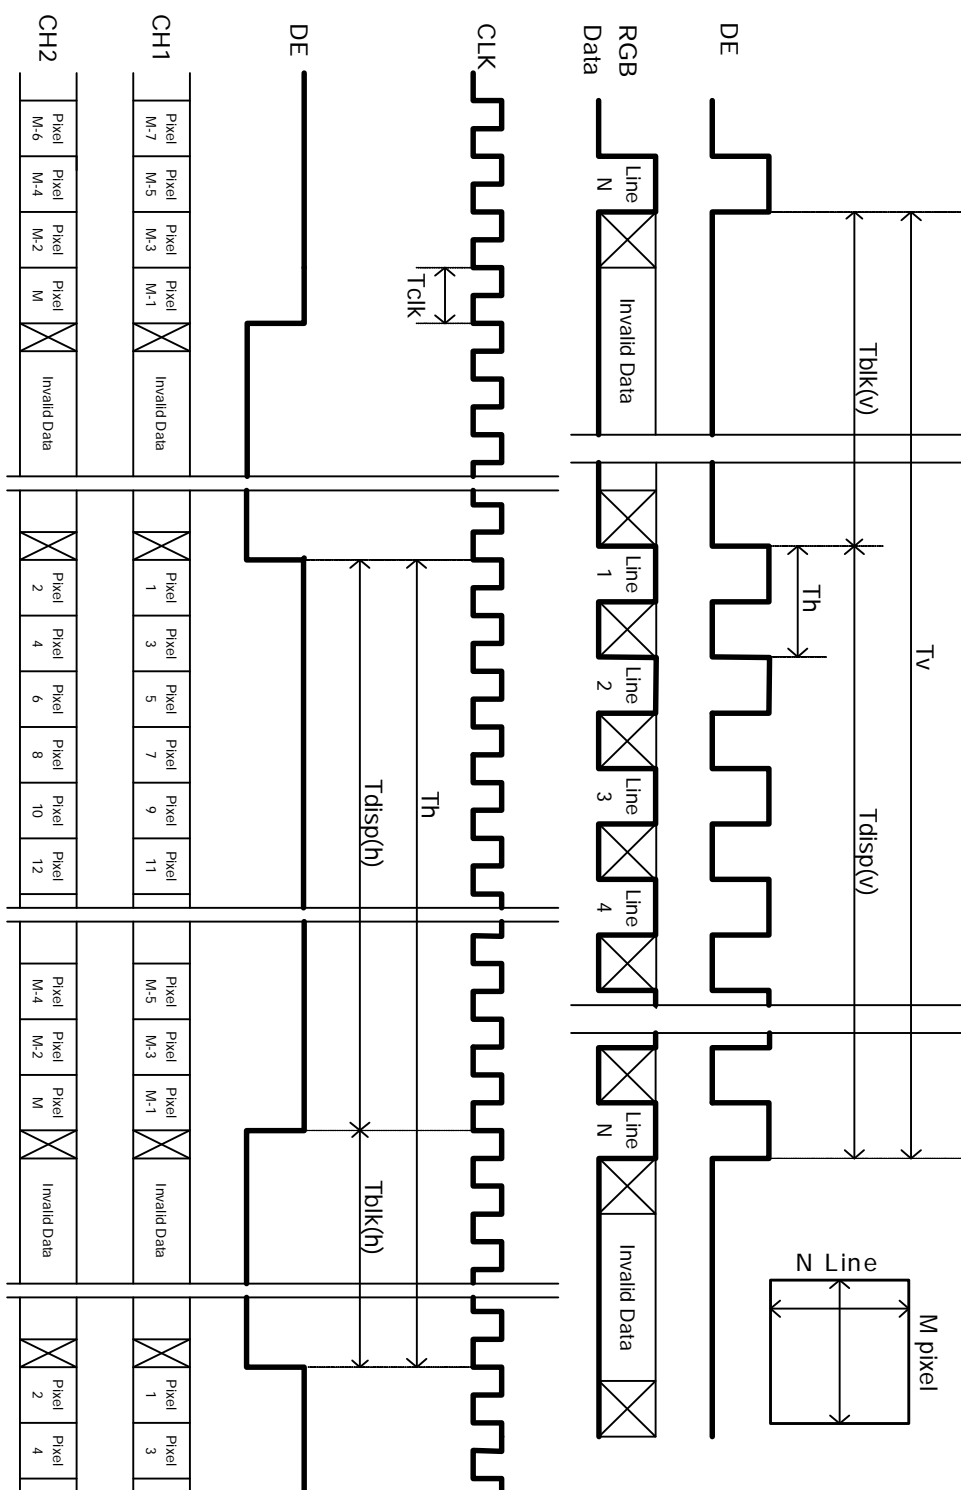 Tv
Tblk(v)
Tdisp(v)
Th
DE
RGB
Data
Line
N
Invalid Data
Line
1
Line
2
Line
3
Line
4
Line
N
Invalid Data
M pixel
N Line
CLK
Tclk
Th
Tdisp(h)
Tblk(h)
DE
CH1
Pixel
M-7
Pixel
M-5
Pixel
M-3
Pixel
M-1
Invalid Data
Pixel
1
Pixel
3
Pixel
5
Pixel
7
Pixel
9
Pixel
11
Pixel
M-5
Pixel
M-3
Pixel
M-1
Invalid Data
Pixel
1
Pixel
3
CH2
Pixel
M-6
Pixel
M-4
Pixel
M-2
Pixel
M
Invalid Data
Pixel
2
Pixel
4
Pixel
6
Pixel
8
Pixel
10
Pixel
12
Pixel
M-4
Pixel
M-2
Pixel
M
Invalid Data
Pixel
2
Pixel
4